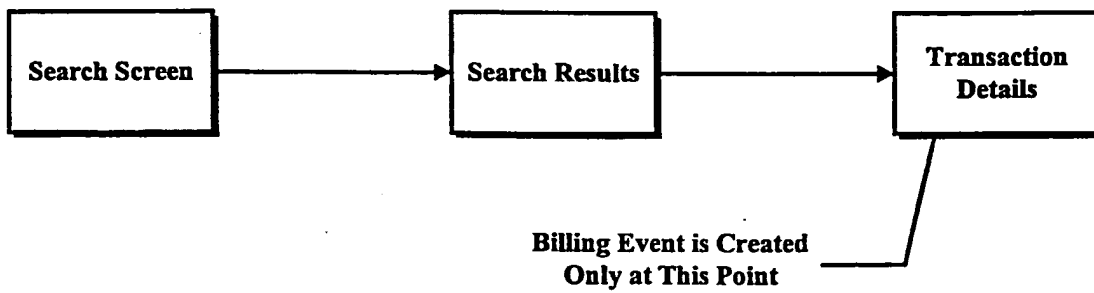 Search Screen
Search Results
Transaction
Details
Billing Event is Created
Only at This Point